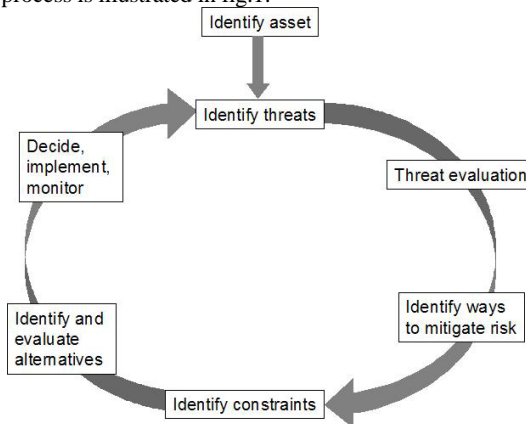 process is illustrated in fig.1.
Identify asset
Identify threats
Threat evaluation
Identify ways
to mitigate risk
Identify constraints
Identify and
evaluate
alternatives
Decide,
implement,
monitor